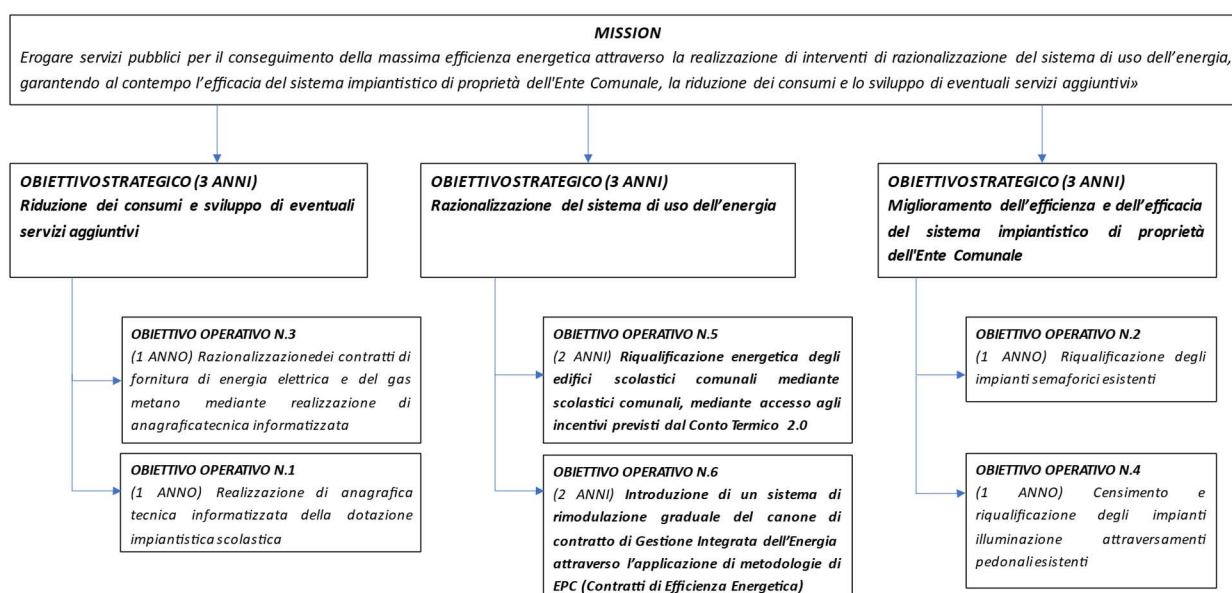 MISSION
Erogare servizi pubblici per il conseguimento della massima efficienza energetica attraverso la realizzazione di interventi di razionalizzazione del sistema di uso dell'energia,
garantendo al contempo l'efficacia del sistema impiantistico di proprietà dell'Ente Comunale, la riduzione dei consumi e lo sviluppo di eventuali servizi aggiuntivi»
OBIETTIVO STRATEGICO (3 ANNI)
Riduzione dei consumi e sviluppo di eventuali
servizi aggiuntivi
OBIETTIVO OPERATIVO N.3
(1 ANNO) Razionalizzazionedei contratti di
fornitura di energia elettrica e del gas
metano mediante realizzazione di
anagraficatecnica informatizzata
OBIETTIVO OPERATIVO N.1
(1 ANNO) Realizzazione di anagrafica
tecnica informatizzata della dotazione
impiantistica scolastica
OBIETTIVO STRATEGICO (3 ANNI)
Razionalizzazione del sistema di uso dell'energia
OBIETTIVO OPERATIVO N.5
(2 ANNI) Riqualificazione energetica degli
edifici scolastici comunali mediante
scolastici comunali, mediante accesso agli
incentivi previsti dal Conto Termico 2.0
OBIETTIVO OPERATIVO N.6
(2 ANNI) Introduzione di un sistema di
rimodulazione graduale del canone di
contratto di Gestione Integrata dell'Energia
attraverso l'applicazione di metodologie di
EPC (Contratti di Efficienza Energetica)
OBIETTIVO STRATEGICO (3 ANNI)
Miglioramento dell'efficienza e dell'efficacia
del sistema impiantistico di proprietà
dell'Ente Comunale
OBIETTIVO OPERATIVO N.2
(1 ANNO) Riqualificazione degli
impianti semaforici esistenti
OBIETTIVO OPERATIVO N.4
(1 ANNO) Censimento e
riqualificazione degli impianti
illuminazione attraversamenti
pedonali esistenti